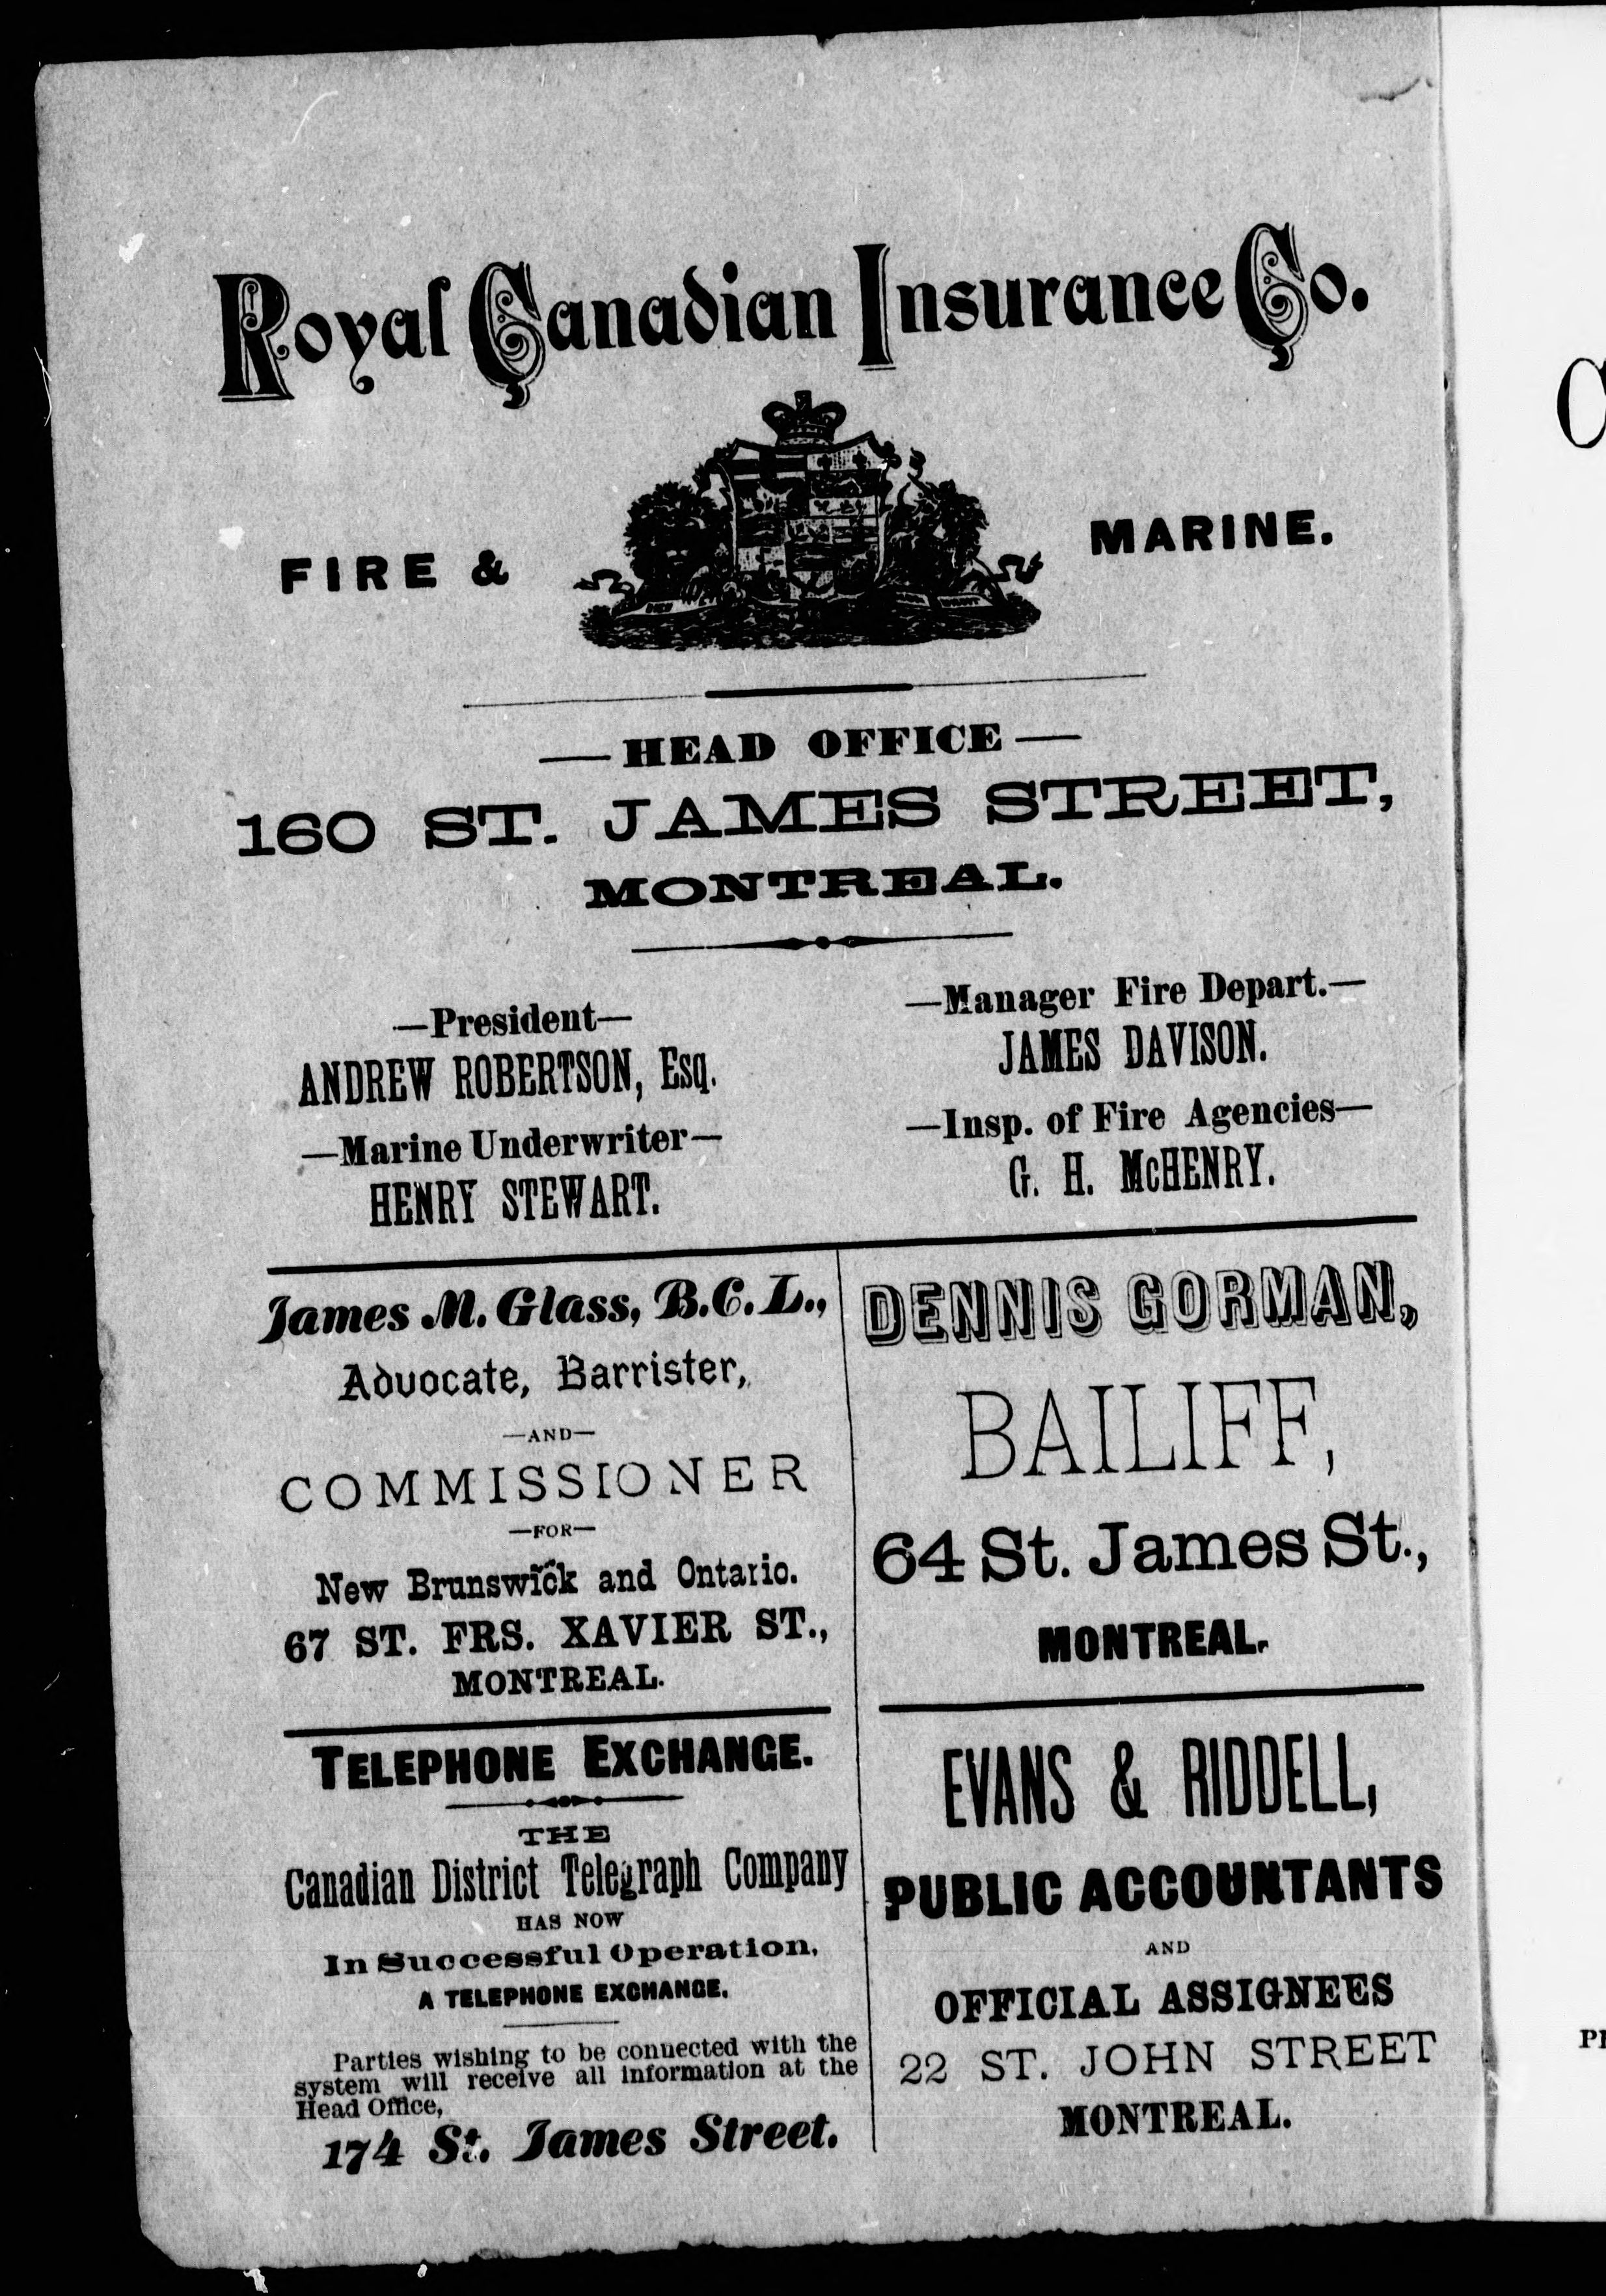 Royal Canadian Insurance Co.
FIRE & MARINE.
— HEAD OFFICE —
160 ST. JAMES STREET,
MONTREAL.
—President—
ANDREW ROBERTSON, Esq.
—Marine Underwriter—
HENRY STEWART.
—Manager Fire Depart.—
JAMES DAVISON.
—Insp. of Fire Agencies—
G. H. McHENRY.
James M. Glass, B.C.L.,
Advocate, Barrister,
—AND—
COMMISSIONER
—FOR—
New Brunswick and Ontario.
67 ST. FRS. XAVIER ST.,
MONTREAL.
TELEPHONE EXCHANGE.
THE
Canadian District Telegraph Company
HAS NOW
In Successful Operation,
A TELEPHONE EXCHANGE.
Parties wishing to be connected with the
system will receive all information at the
Head Office,
174 St. James Street.
DENNIS GORMAN,
BAILIFF,
64 St. James St.,
MONTREAL.
EVANS & RIDDELL,
PUBLIC ACCOUNTANTS
AND
OFFICIAL ASSIGNEES
22 ST. JOHN STREET
MONTREAL.